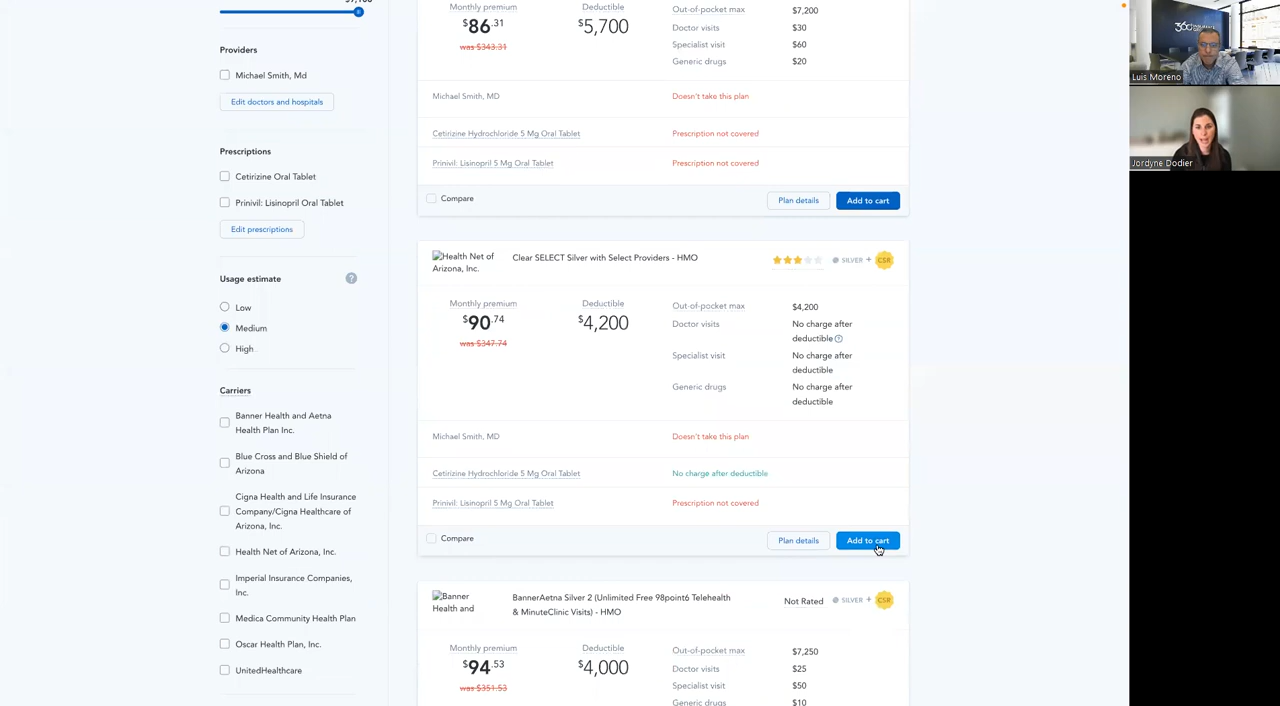 Monthly premium
Deductible
Out-of-pocket max
$7,200
$86.31
$5,700
Doctor visits
$30
was $343.31
Specialist visit
$60
Generic drugs
$20
Providers
Michael Smith, Md
Edit doctors and hospitals
Michael Smith, MD
Doesn't take this plan
Cetirizine Hydrochloride 5 Mg Oral Tablet
Prescription not covered
Prinivil: Lisinopril 5 Mg Oral Tablet
Prescription not covered
Prescriptions
Cetirizine Oral Tablet
Prinivil: Lisinopril Oral Tablet
Edit prescriptions
Compare
Plan details
Add to cart
Usage estimate
?
Low
Medium
High
Health Net of
Arizona, Inc.
Clear SELECT Silver with Select Providers - HMO
SILVER +
CSR
Monthly premium
Deductible
Out-of-pocket max
$4,200
$90.74
$4,200
was $347.74
Doctor visits
No charge after
deductible ?
Specialist visit
No charge after
deductible
Generic drugs
No charge after
deductible
Carriers
Banner Health and Aetna
Health Plan Inc.
Blue Cross and Blue Shield of
Arizona
Cigna Health and Life Insurance
Company/Cigna Healthcare of
Arizona, Inc.
Health Net of Arizona, Inc.
Imperial Insurance Companies,
Inc.
Medica Community Health Plan
Oscar Health Plan, Inc.
UnitedHealthcare
Michael Smith, MD
Doesn't take this plan
Cetirizine Hydrochloride 5 Mg Oral Tablet
No charge after deductible
Prinivil: Lisinopril 5 Mg Oral Tablet
Prescription not covered
Compare
Plan details
Add to cart
Banner
Health and
BannerAetna Silver 2 (Unlimited Free 98point6 Telehealth
& MinuteClinic Visits) - HMO
Not Rated
SILVER +
CSR
Monthly premium
Deductible
Out-of-pocket max
$7,250
$94.53
$4,000
Doctor visits
$25
was $351.53
Specialist visit
$50
Generic drugs
$10
360
Luis Moreno
Jordyne Dodier